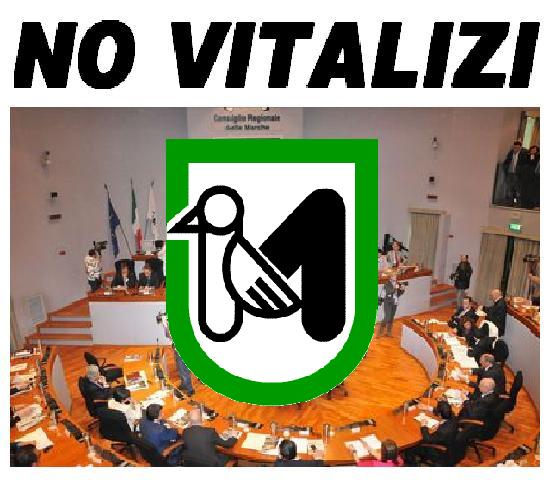 NO VITALIZI
Consiglio Regionale
delle Marche